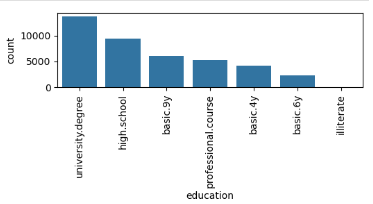 10000
5000
0
count
university.degree
high.school
basic.9y
professional.course
basic.4y
basic.6y
illiterate
education